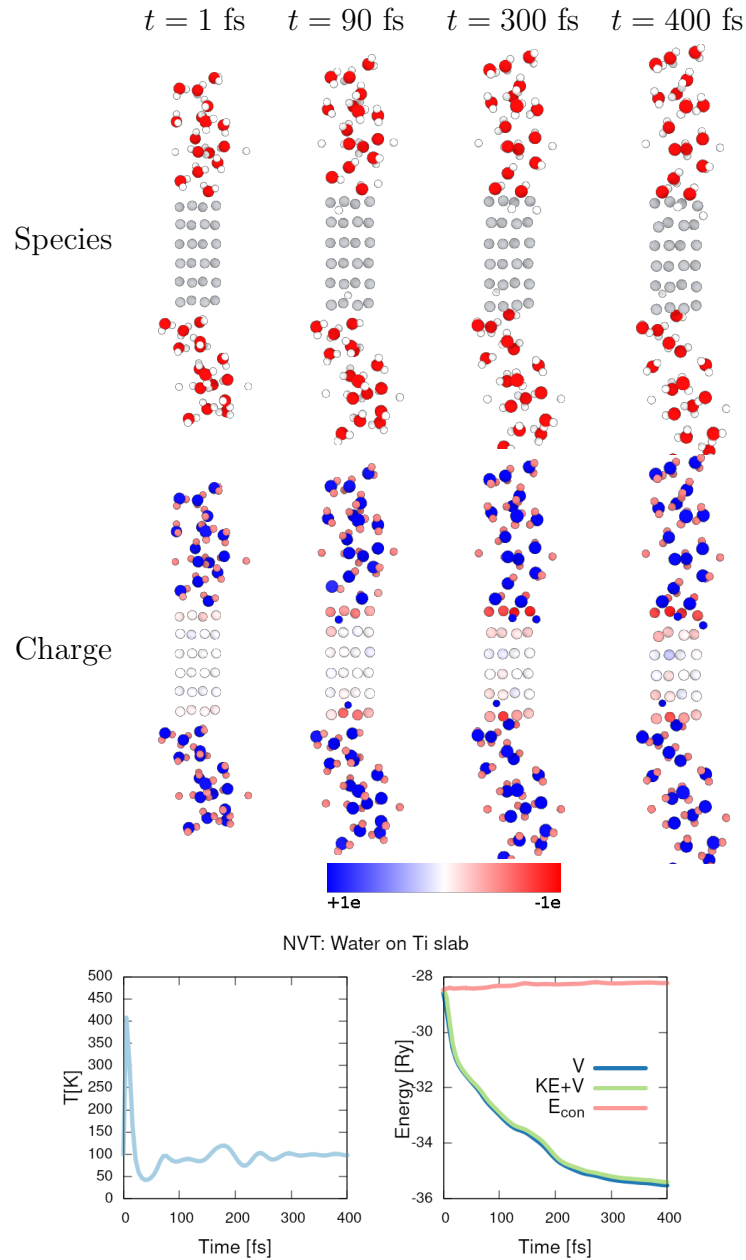 t = 1 fs t = 90 fs t = 300 fs t = 400 fs
Species
Charge
+1e -1e
NVT: Water on Ti slab
500
450
400
350
300
250
200
150
100
50
0
T[K]
0 100 200 300 400
Time [fs]
-28
-30
-32
-34
-36
Energy [Ry]
V
KE+V
Econ
0 100 200 300 400
Time [fs]